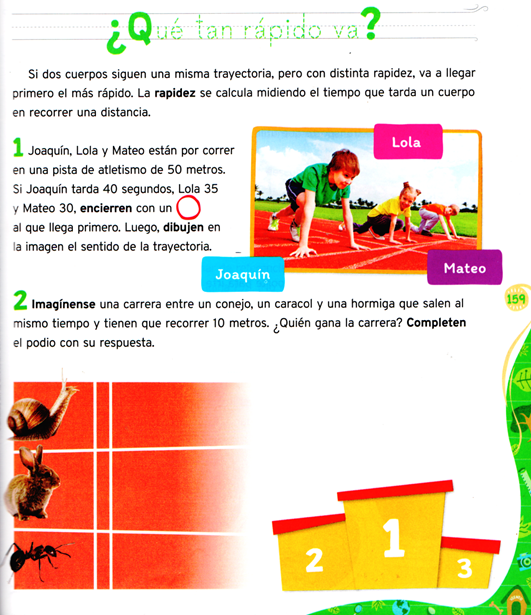 ¿Qué tan rápido va?
Si dos cuerpos siguen una misma trayectoria, pero con distinta rapidez, va a llegar
primero el más rápido. La rapidez se calcula midiendo el tiempo que tarda un cuerpo
en recorrer una distancia.
1 Joaquín, Lola y Mateo están por correr
en una pista de atletismo de 50 metros.
Si Joaquín tarda 40 segundos, Lola 35
y Mateo 30, encierren con un
al que llega primero. Luego, dibujen en
la imagen el sentido de la trayectoria.
Lola
Joaquín
Mateo
2 Imagínense una carrera entre un conejo, un caracol y una hormiga que salen al
mismo tiempo y tienen que recorrer 10 metros. ¿Quién gana la carrera? Completen
el podio con su respuesta.
159
2
1
3